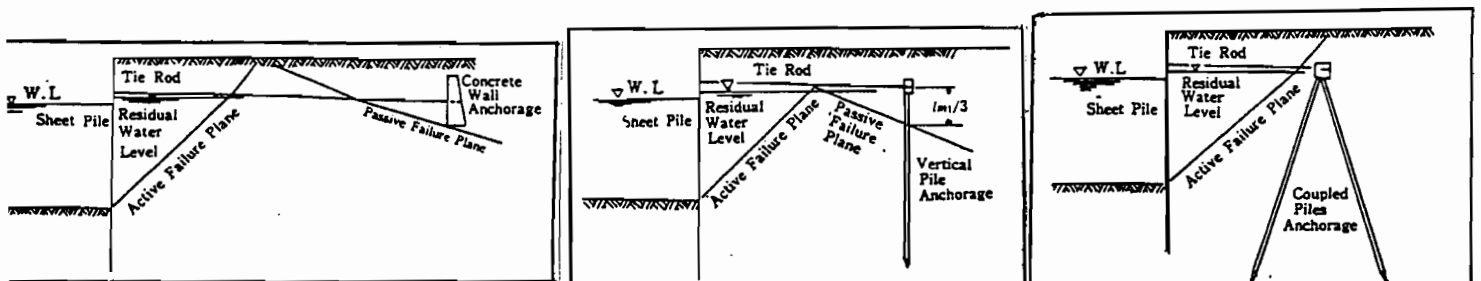 Tie Rod
W.L
Sheet Pile
Residual
Water
Level
Active Failure Plane
Passive Failure Plane
Concrete
Wall
Anchorage
Tie Rod
W.L
Sheet Pile
Residual
Water Level
Active Failure Plane
Passive
Failure
Plane
lm1/3
Vertical
Pile
Anchorage
Tie Rod
W.L
Sheet Pile
Residual
Water
Level
Active Failure Plane
Coupled
Piles
Anchorage